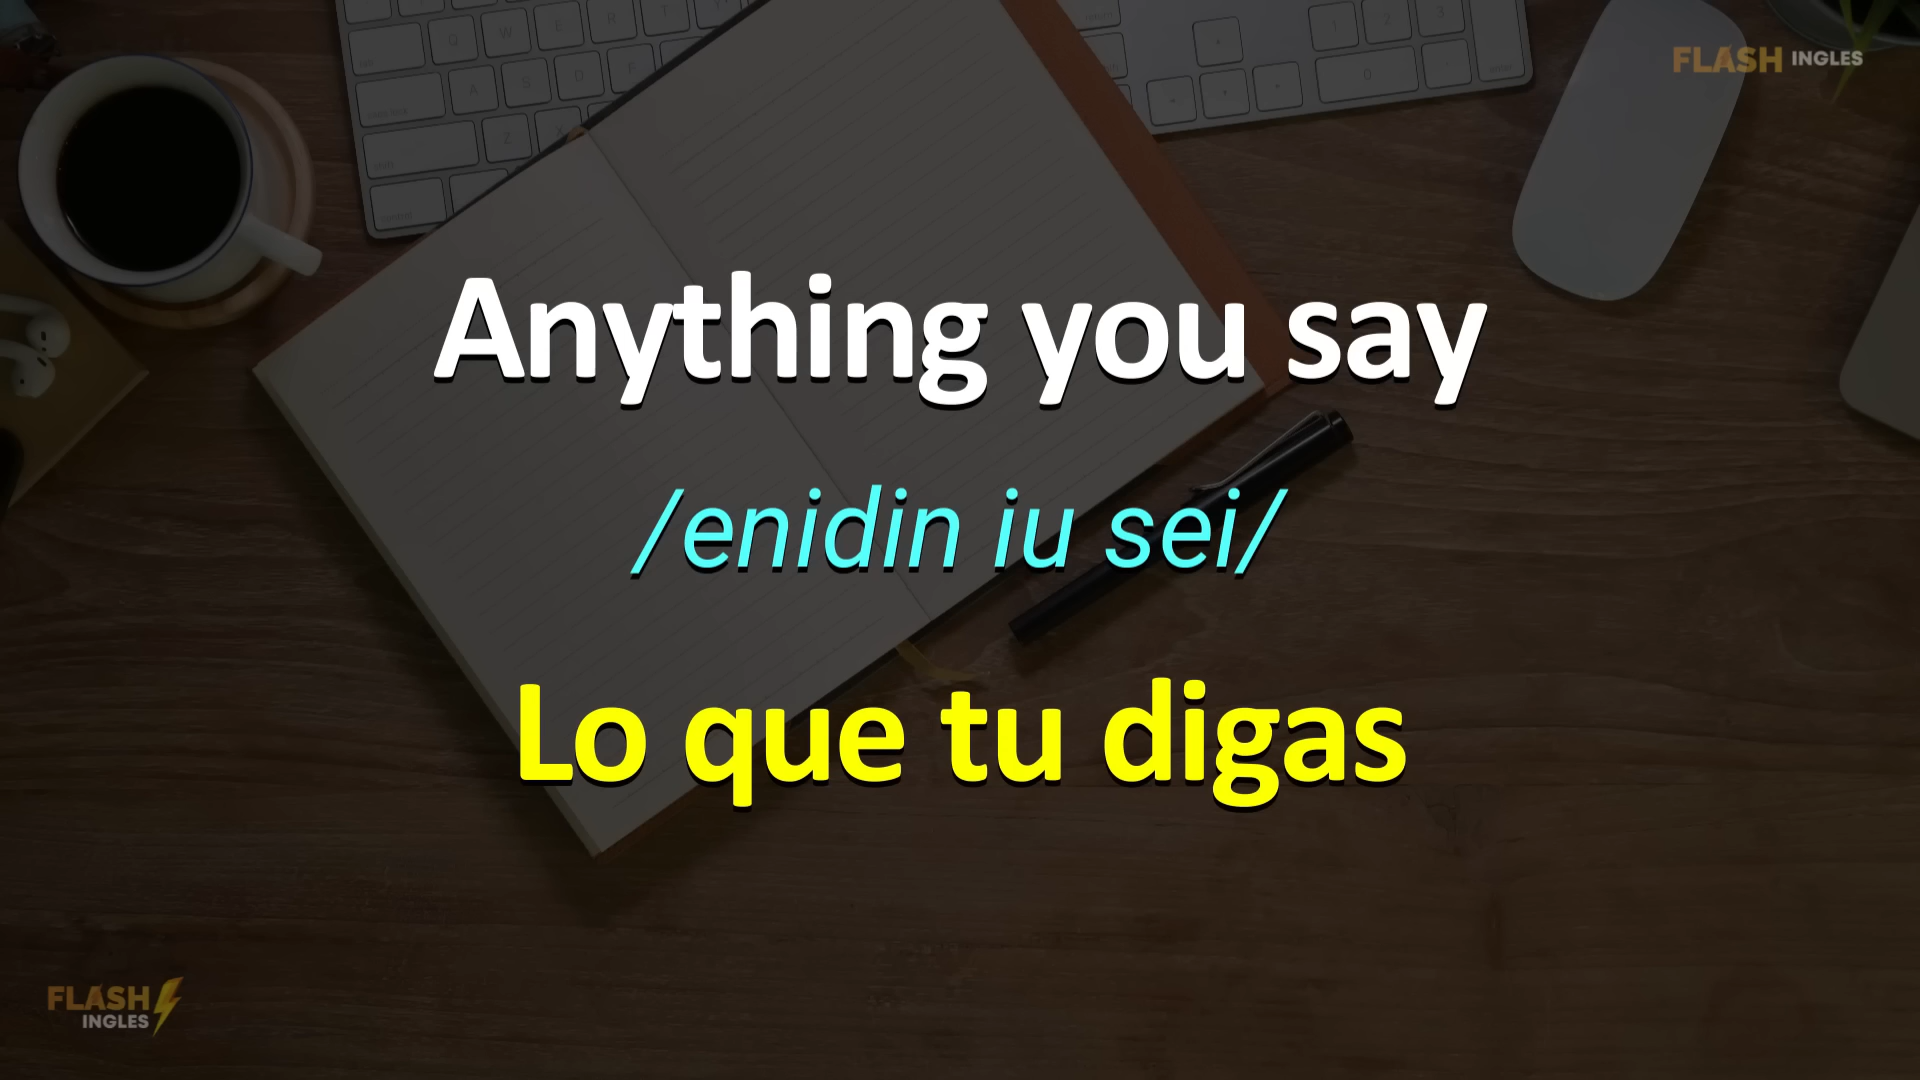 FLASH INGLES
Anything you say
/enidin iu sei/
Lo que tu digas
FLASH
INGLES